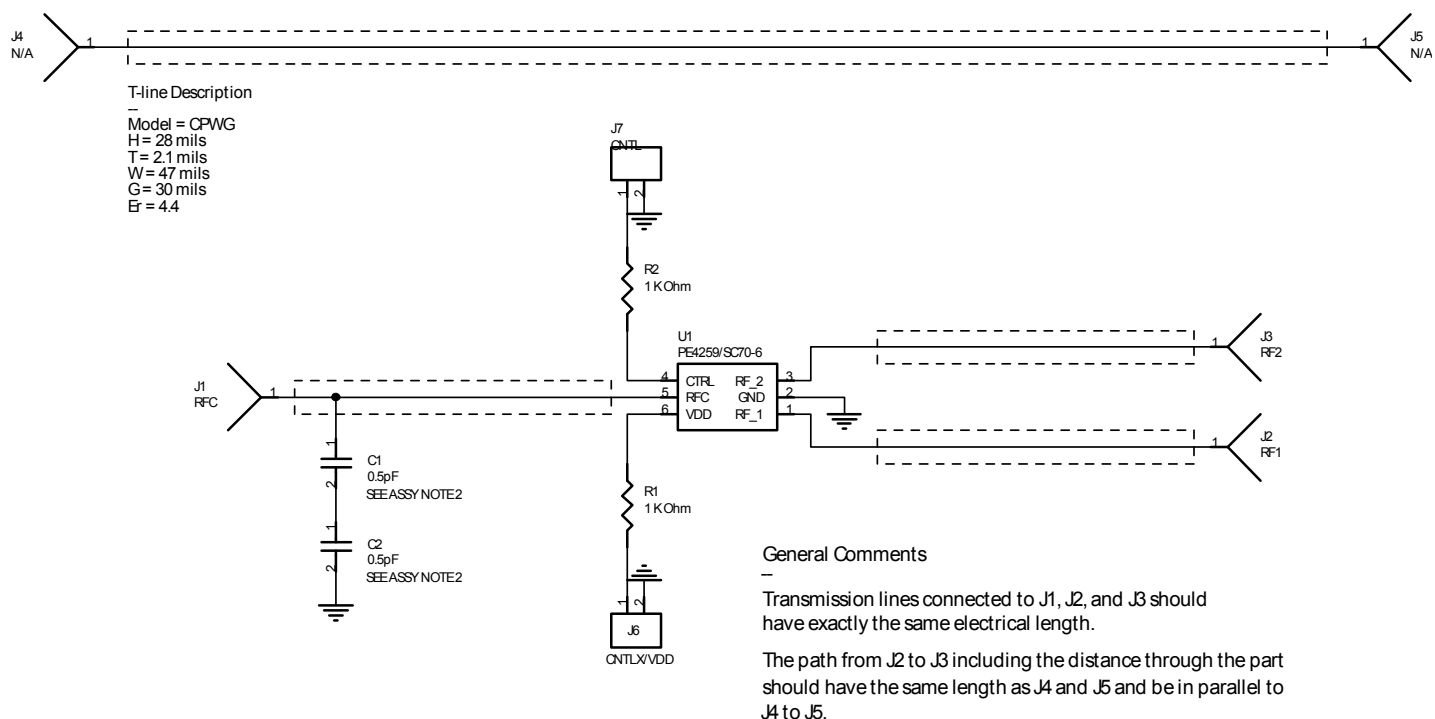 J4
N/A
1
1
J5
N/A
T-line Description
--
Model = CPWG
H = 28 mils
T = 2.1 mils
W = 47 mils
G = 30 mils
Er = 4.4
J7
CNTL
1
2
R2
1 K Ohm
U1
PE4259/SC70-6
4 CTRL RF_2 3
5 RFC GND 2
6 VDD RF_1 1
1
J3
RF2
J1
RFC
1
1
J2
RF1
1
C1
0.5pF
SEE ASSY NOTE 2
2
R1
1 K Ohm
1
C2
0.5pF
SEE ASSY NOTE 2
2
1
2
J6
CNTLX/VDD
General Comments
--
Transmission lines connected to J1, J2, and J3 should
have exactly the same electrical length.
The path from J2 to J3 including the distance through the part
should have the same length as J4 and J5 and be in parallel to
J4 to J5.